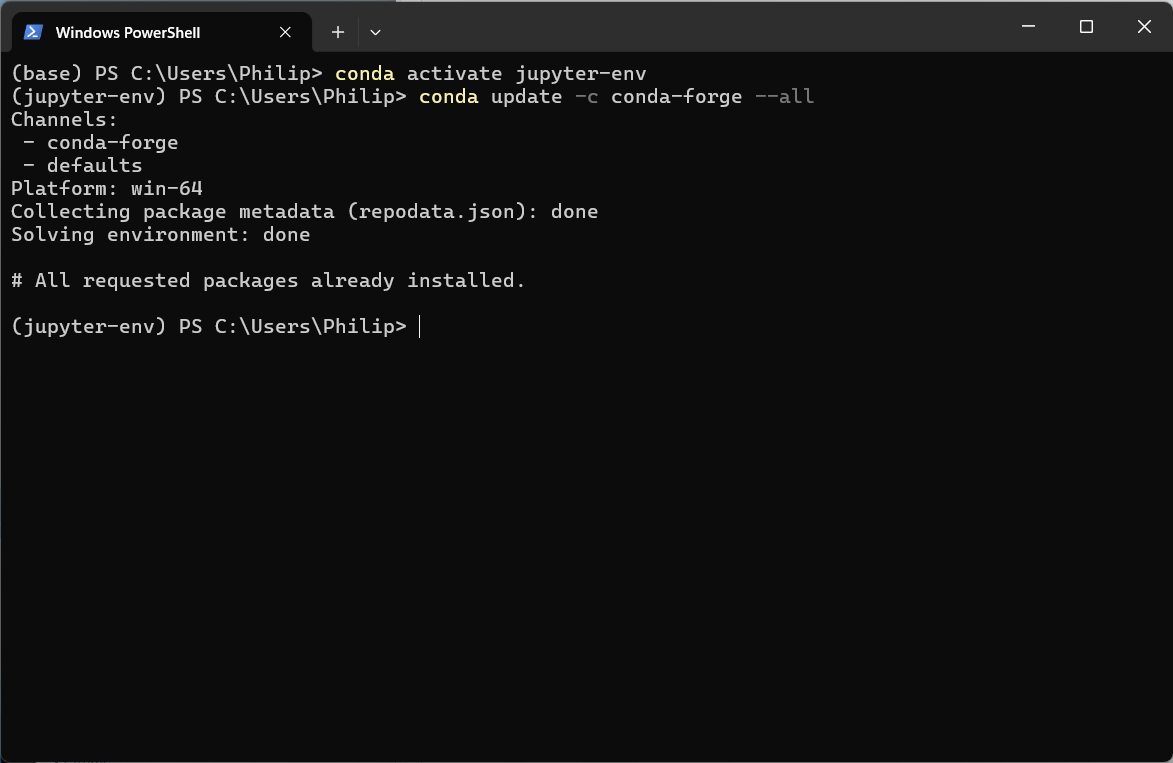 Windows PowerShell
(base) PS C:\Users\Philip> conda activate jupyter-env
(jupyter-env) PS C:\Users\Philip> conda update -c conda-forge --all
Channels:
 - conda-forge
 - defaults
Platform: win-64
Collecting package metadata (repodata.json): done
Solving environment: done

# All requested packages already installed.

(jupyter-env) PS C:\Users\Philip>